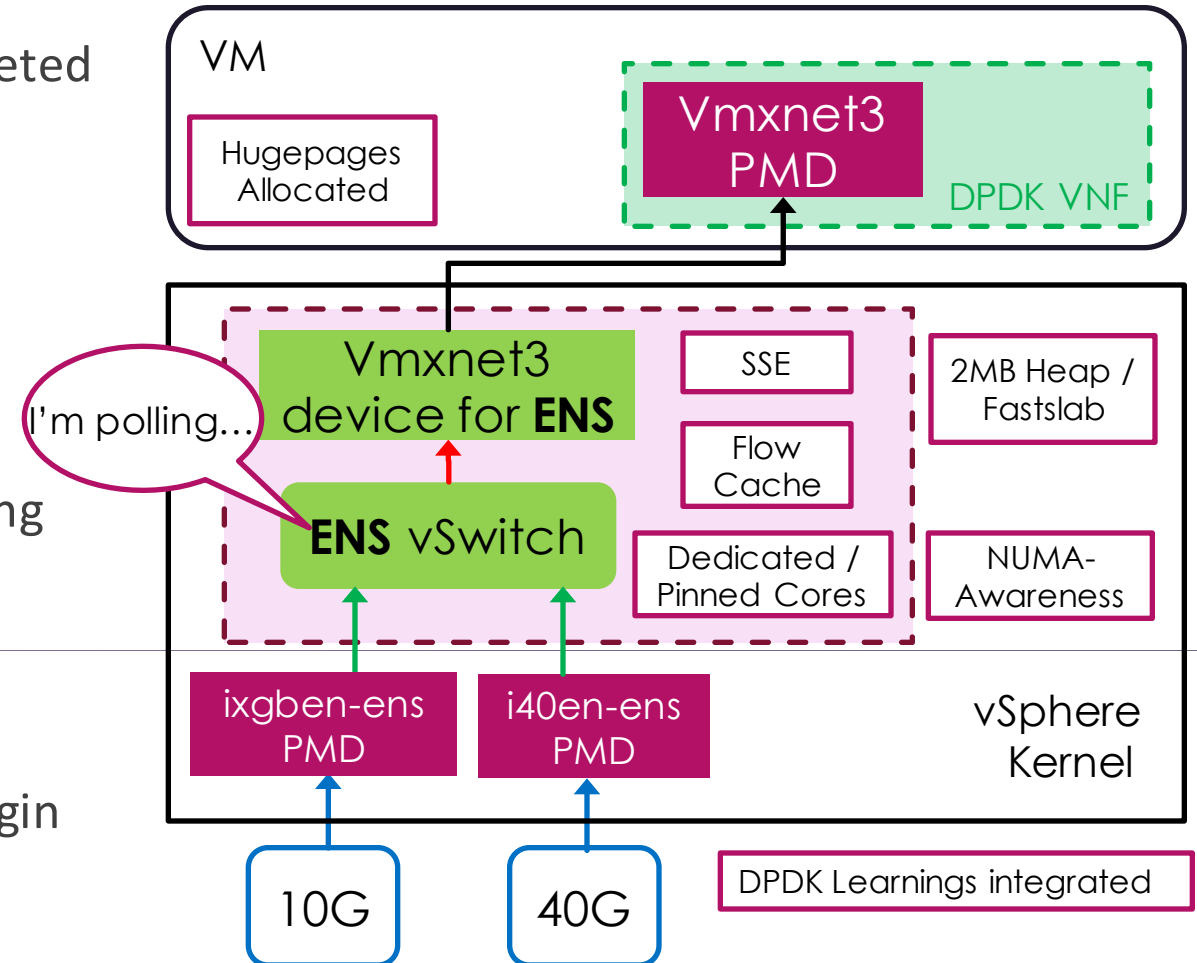 eted
VM
Hugepages
Allocated
Vmxnet3
PMD
DPDK VNF
Vmxnet3
device for ENS
SSE
2MB Heap /
Fastslab
I'm polling...
Flow
Cache
ng
ENS vSwitch
Dedicated /
Pinned Cores
NUMA-
Awareness
ixgben-ens
PMD
i40en-ens
PMD
vSphere
Kernel
gin
10G
40G
DPDK Learnings integrated